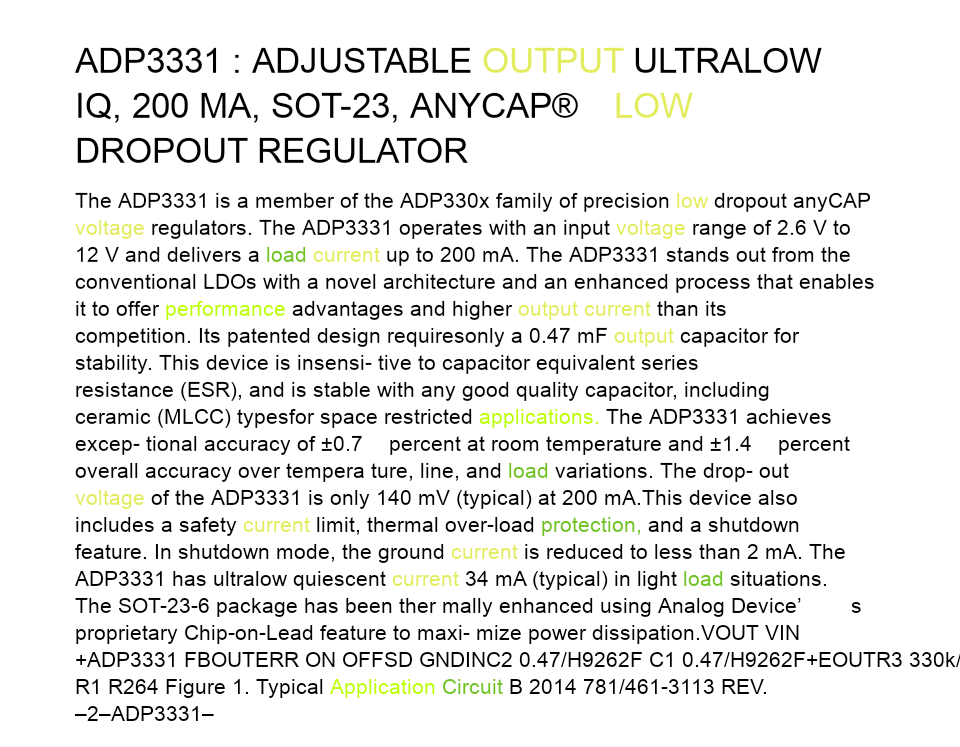 ADP3331 : ADJUSTABLE OUTPUT ULTRALOW
IQ, 200 MA, SOT-23, ANYCAP® LOW
DROPOUT REGULATOR
The ADP3331 is a member of the ADP330x family of precision low dropout anyCAP
voltage regulators. The ADP3331 operates with an input voltage range of 2.6 V to
12 V and delivers a load current up to 200 mA. The ADP3331 stands out from the
conventional LDOs with a novel architecture and an enhanced process that enables
it to offer performance advantages and higher output current than its
competition. Its patented design requiresonly a 0.47 mF output capacitor for
stability. This device is insensi- tive to capacitor equivalent series
resistance (ESR), and is stable with any good quality capacitor, including
ceramic (MLCC) typesfor space restricted applications. The ADP3331 achieves
excep- tional accuracy of ±0.7 percent at room temperature and ±1.4 percent
overall accuracy over tempera ture, line, and load variations. The drop- out
voltage of the ADP3331 is only 140 mV (typical) at 200 mA.This device also
includes a safety current limit, thermal over-load protection, and a shutdown
feature. In shutdown mode, the ground current is reduced to less than 2 mA. The
ADP3331 has ultralow quiescent current 34 mA (typical) in light load situations.
The SOT-23-6 package has been ther mally enhanced using Analog Device’ s
proprietary Chip-on-Lead feature to maxi- mize power dissipation.VOUT VIN
+ADP3331 FBOUTERR ON OFFSD GNDINC2 0.47/H9262F C1 0.47/H9262F+EOUTR3 330k/
R1 R264 Figure 1. Typical Application Circuit B 2014 781/461-3113 REV.
–2–ADP3331–